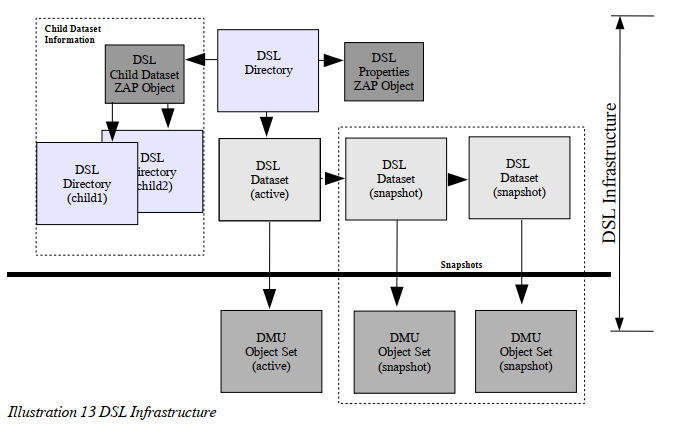 Child Dataset
Information
DSL
Child Dataset
ZAP Object
DSL
Directory
DSL
Properties
ZAP Object
DSL
Directory
(child1)
DSL
irectory
child2)
DSL
Dataset
(active)
DSL
Dataset
(snapshot)
DSL
Dataset
(snapshot)
DSL Infrastructure
Snapshots
DMU
Object Set
(active)
DMU
Object Set
(snapshot)
DMU
Object Set
(snapshot)
Illustration 13 DSL Infrastructure